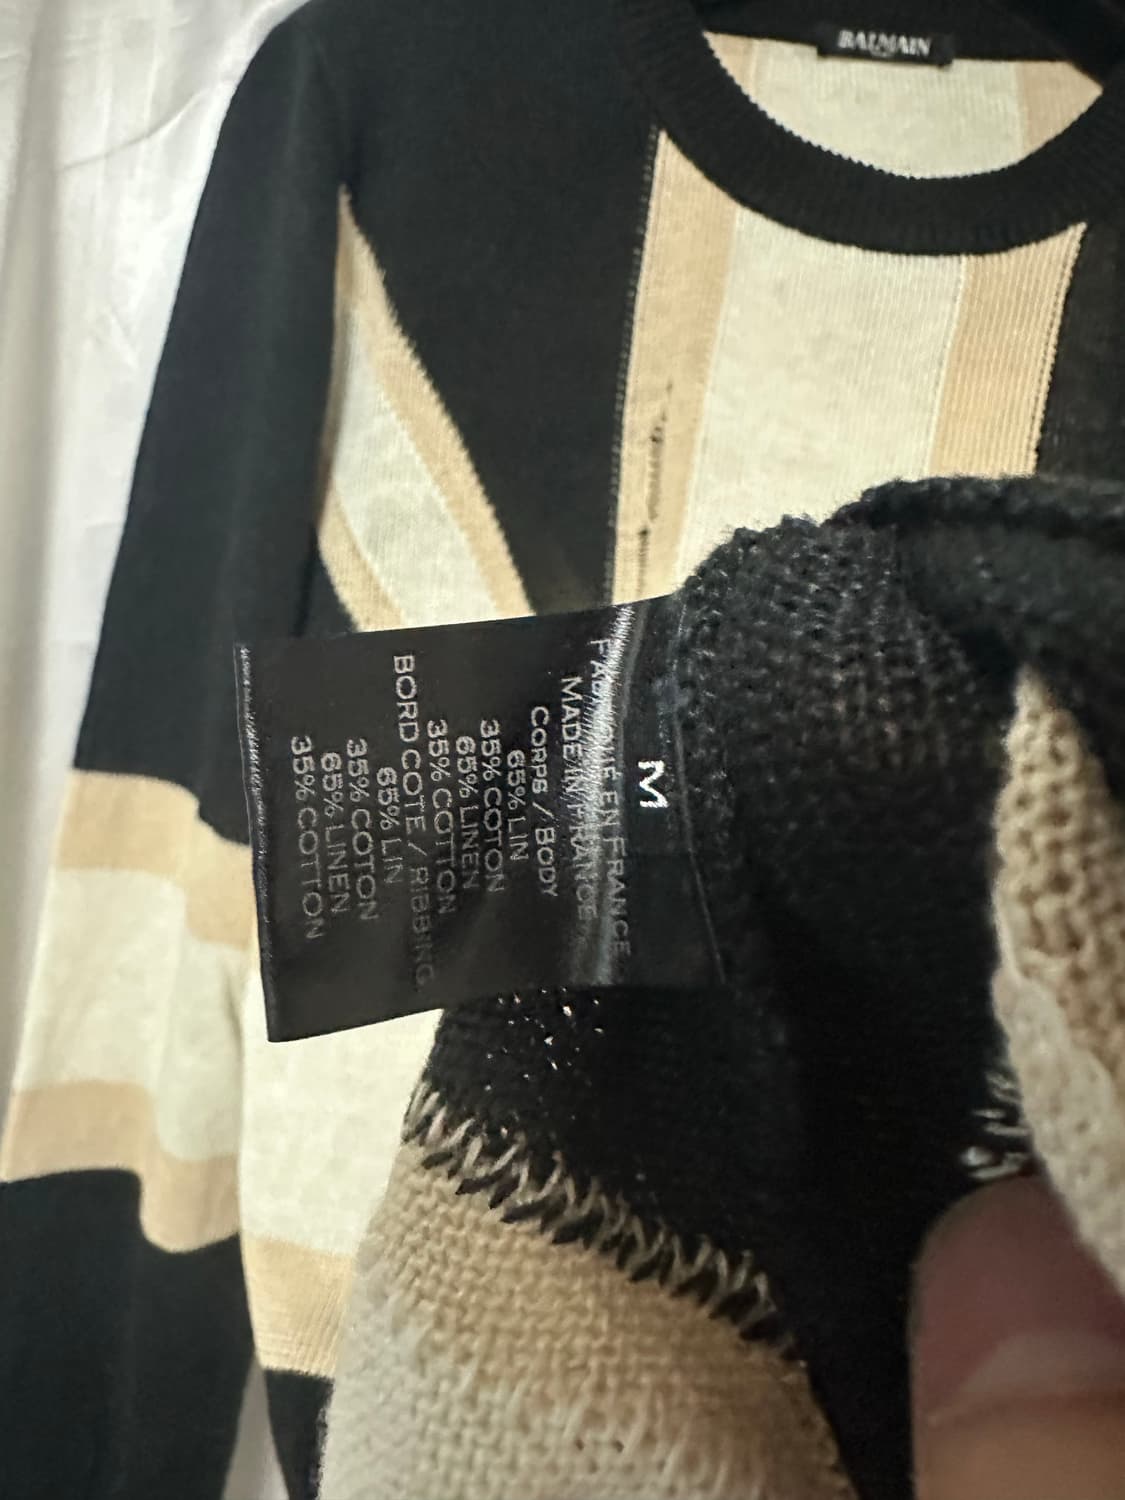 BALMAIN
M
FABRIQUÉ EN FRANCE
MADE IN FRANCE
CORPS / BODY
65% LIN
35% COTON
65% LINEN
35% COTTON
BORD COTE / RIBBING
65% LIN
35% COTON
65% LINEN
35% COTTON